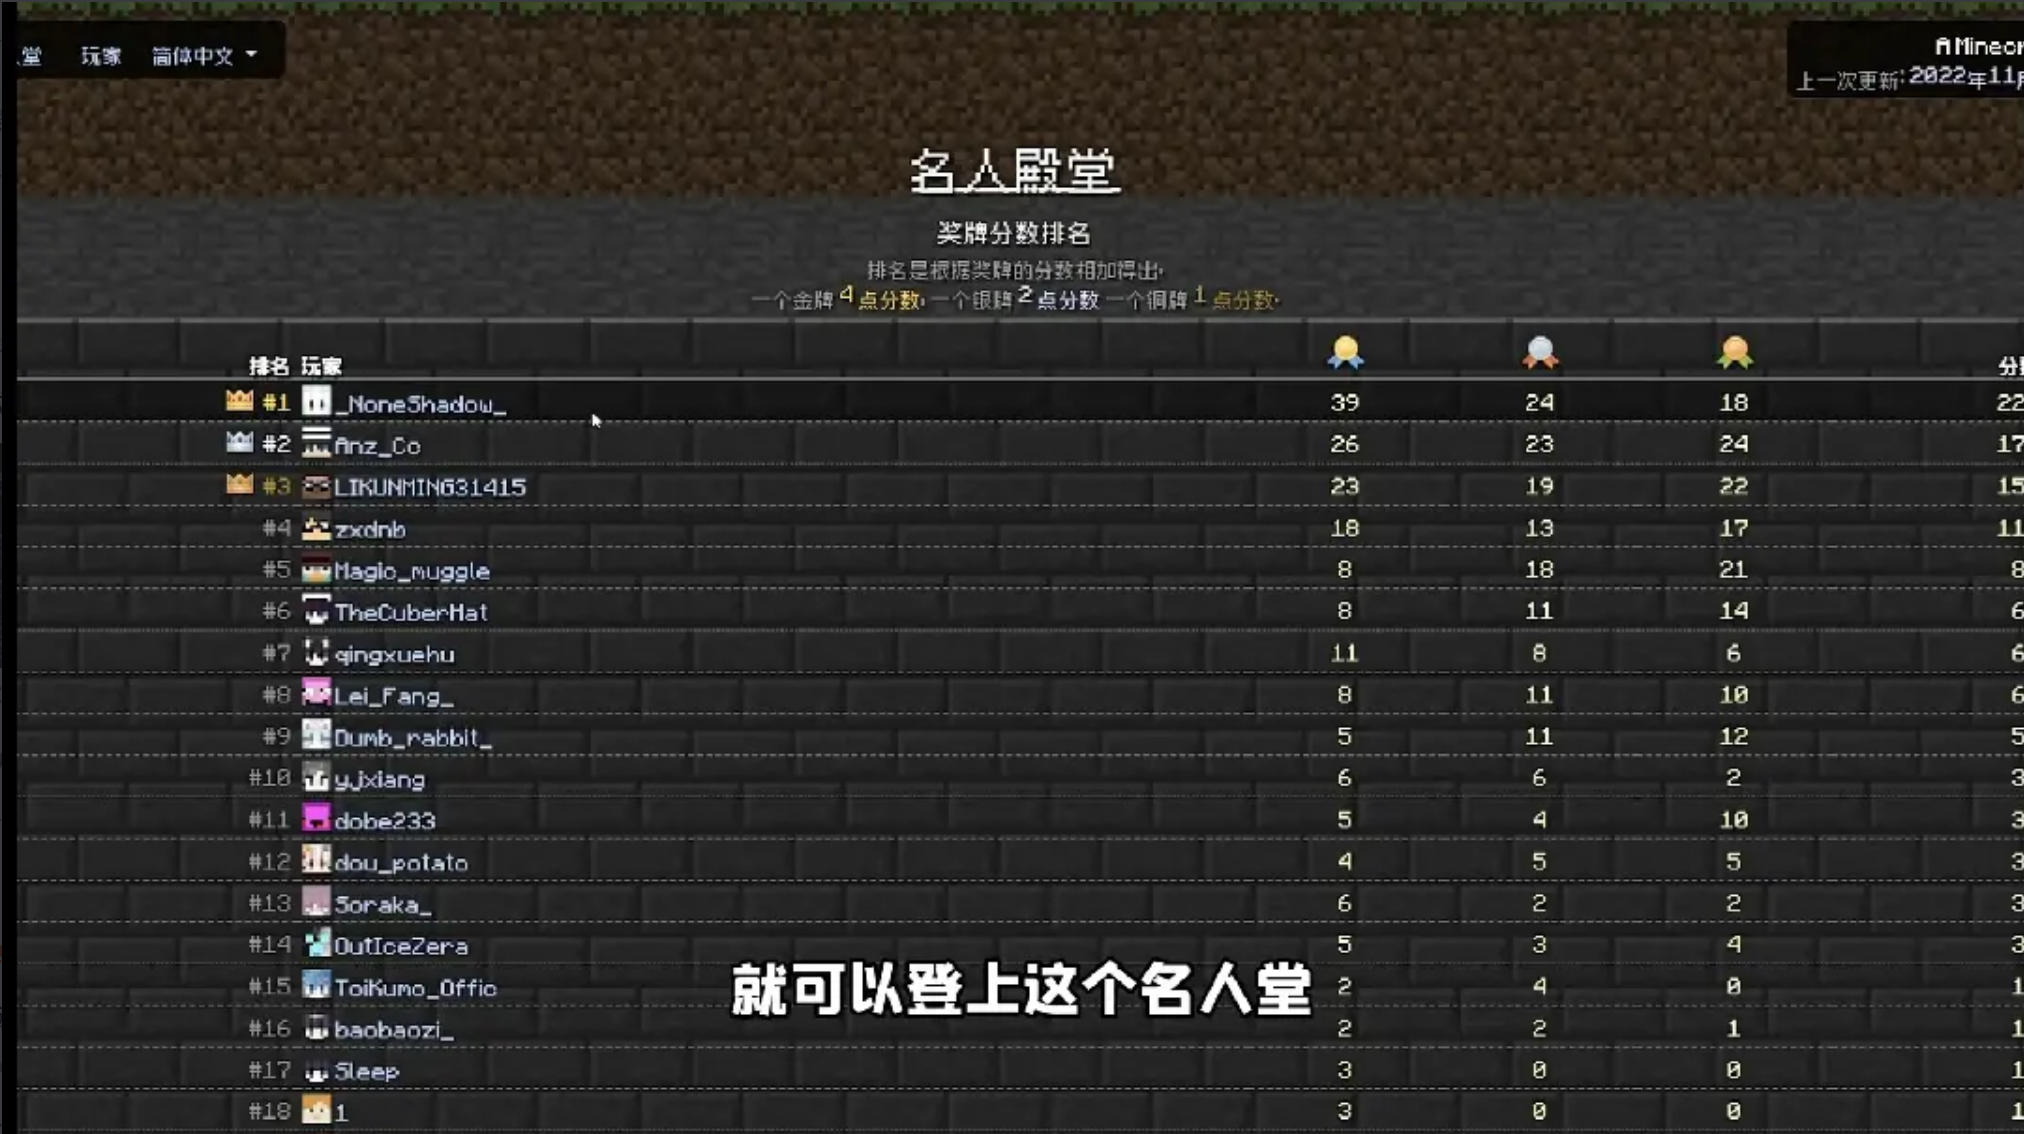 堂 玩家 简体中文
A Minecr
上一次更新: 2022年11月
名人殿堂
奖牌分数排名
排名是根据奖牌的分数相加得出。
一个金牌 4 点分数, 一个银牌 2 点分数 一个铜牌 1 点分数。
排名 玩家 分数
#1 _NoneShadow_ 39 24 18 22
#2 Anz_Co 26 23 24 17
#3 LIKUNMING31415 23 19 22 15
#4 zxdnb 18 13 17 11
#5 Magic_muggle 8 18 21 8
#6 TheCuberHat 8 11 14 6
#7 qingxuehu 11 8 6 6
#8 Lei_Fang_ 8 11 10 6
#9 Dumb_rabbit_ 5 11 12 5
#10 yjxiang 6 6 2 3
#11 dobe233 5 4 10 3
#12 dou_potato 4 5 5 3
#13 Soraka_ 6 2 2 3
#14 OutIceZera 5 3 4 3
#15 ToiKumo_Offic 2 4 0 1
#16 baobaozi_ 2 2 1 1
#17 Sleep 3 0 0 1
#18 1 3 0 0 1
就可以登上这个名人堂